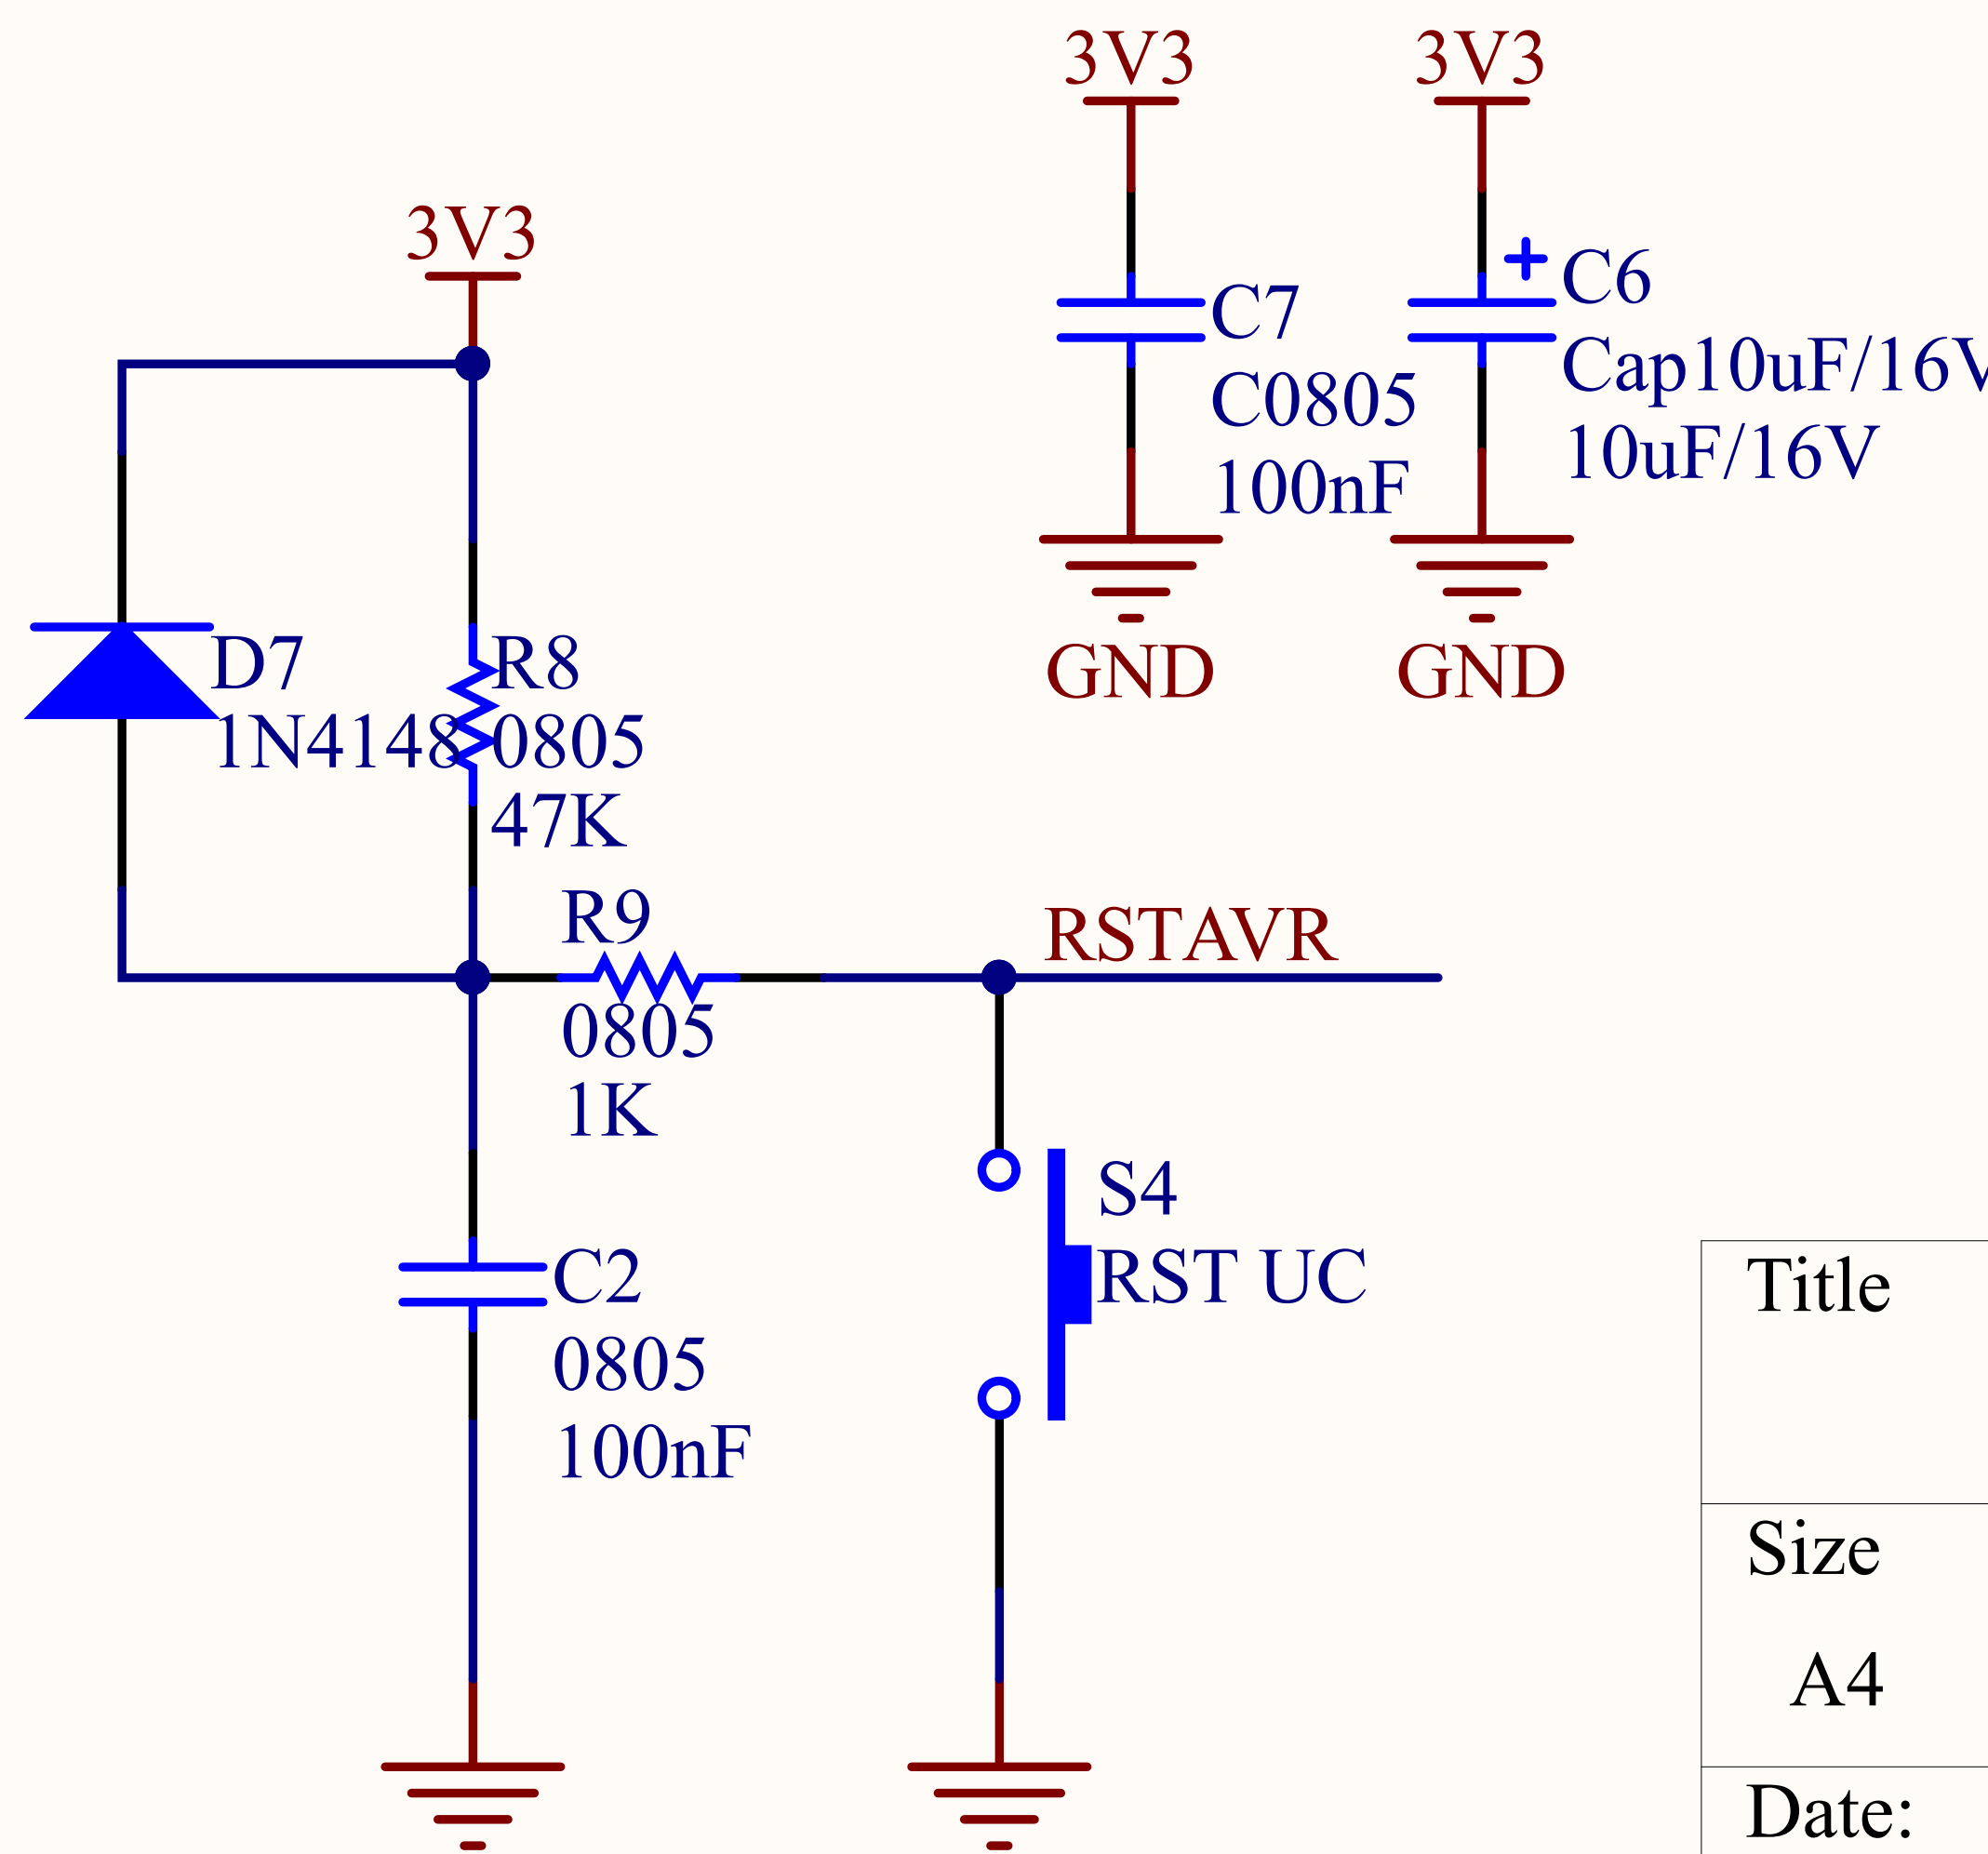 3V3
3V3
3V3
C6
Cap10uF/16V
10uF/16V
C7
C0805
100nF
GND
GND
D7
1N4148
R8
0805
47K
R9
0805
1K
RSTAVR
S4
RST UC
C2
0805
100nF
Title
Size
A4
Date: